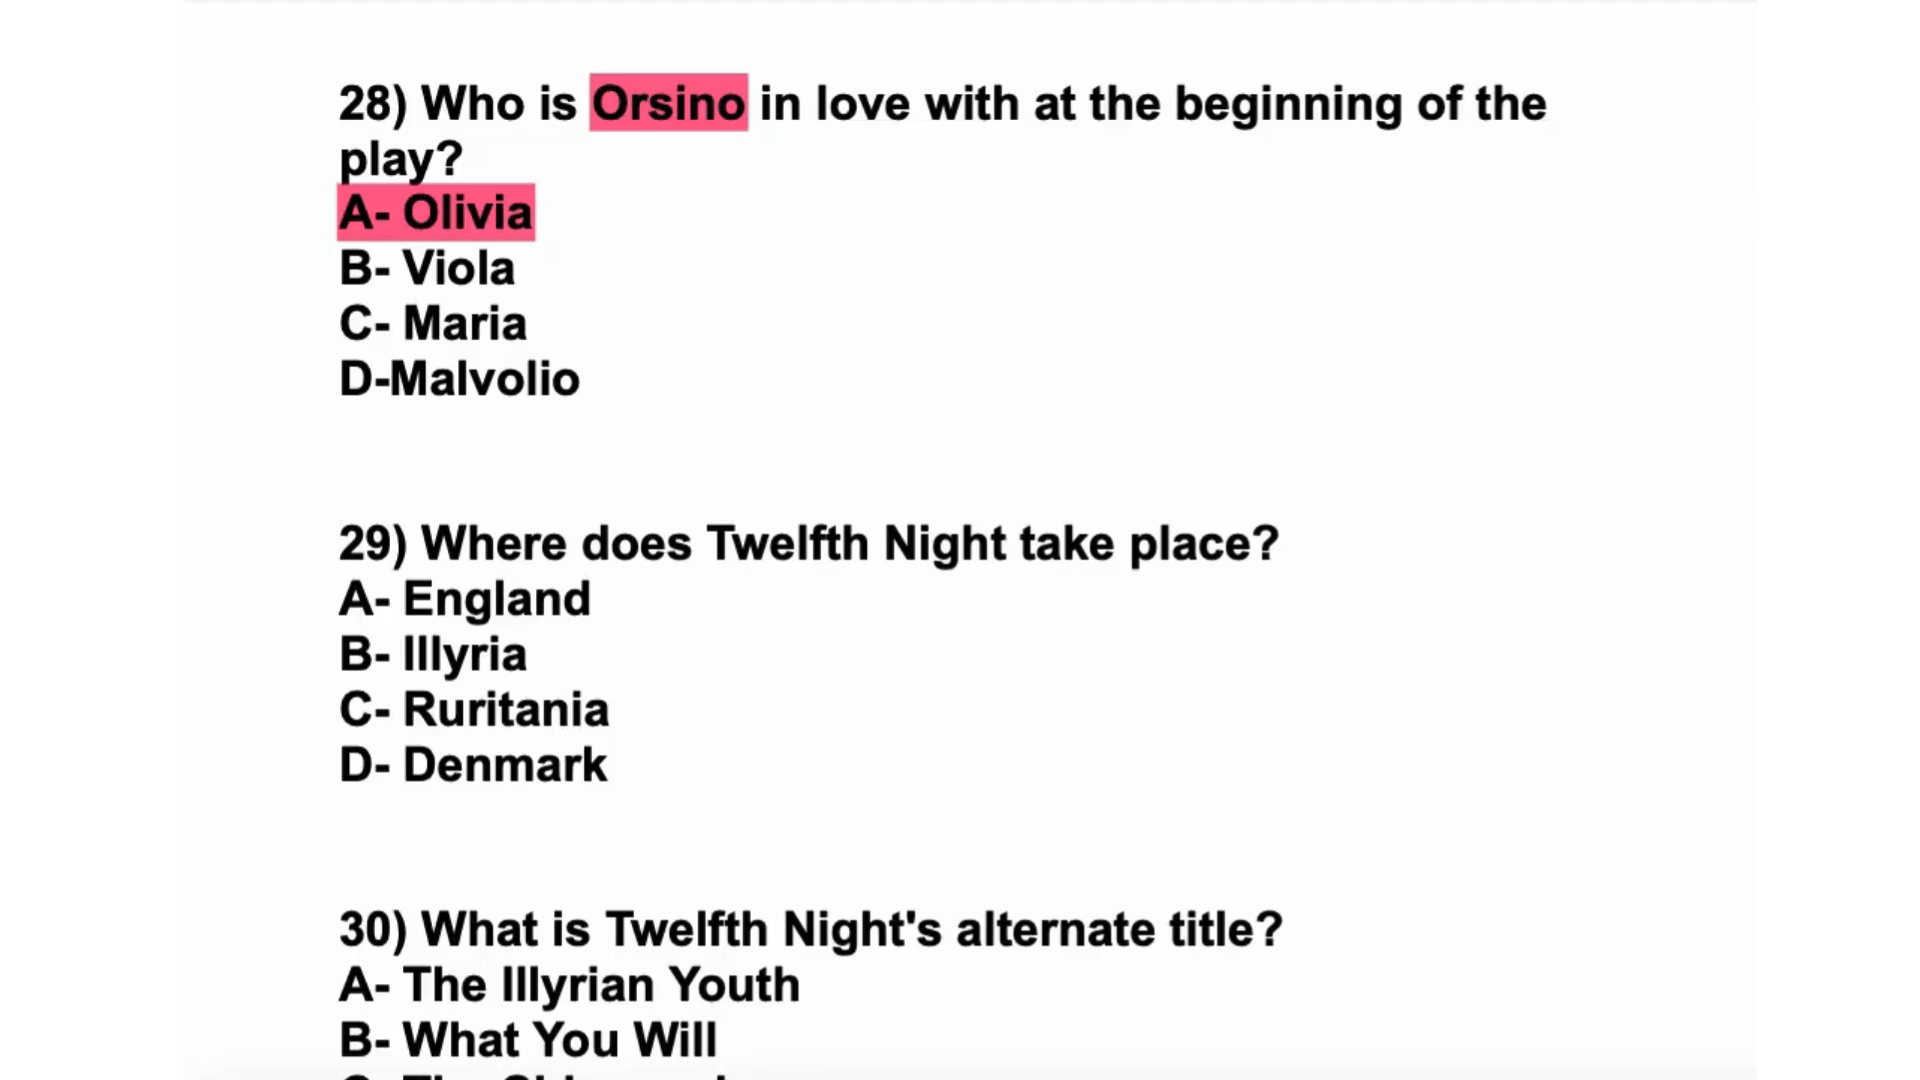 28) Who is Orsino in love with at the beginning of the
play?
A- Olivia
B- Viola
C- Maria
D-Malvolio
29) Where does Twelfth Night take place?
A- England
B- Illyria
C- Ruritania
D- Denmark
30) What is Twelfth Night's alternate title?
A- The Illyrian Youth
B- What You Will